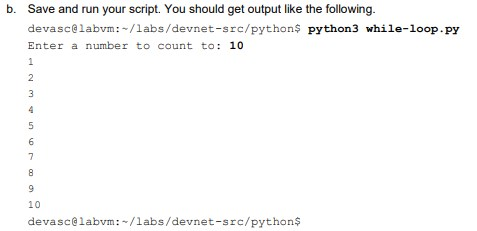 b. Save and run your script. You should get output like the following.
devasc@labvm:~/labs/devnet-src/python$ python3 while-loop.py
Enter a number to count to: 10
1
2
3
4
5
6
7
8
9
10
devasc@labvm:~/labs/devnet-src/python$